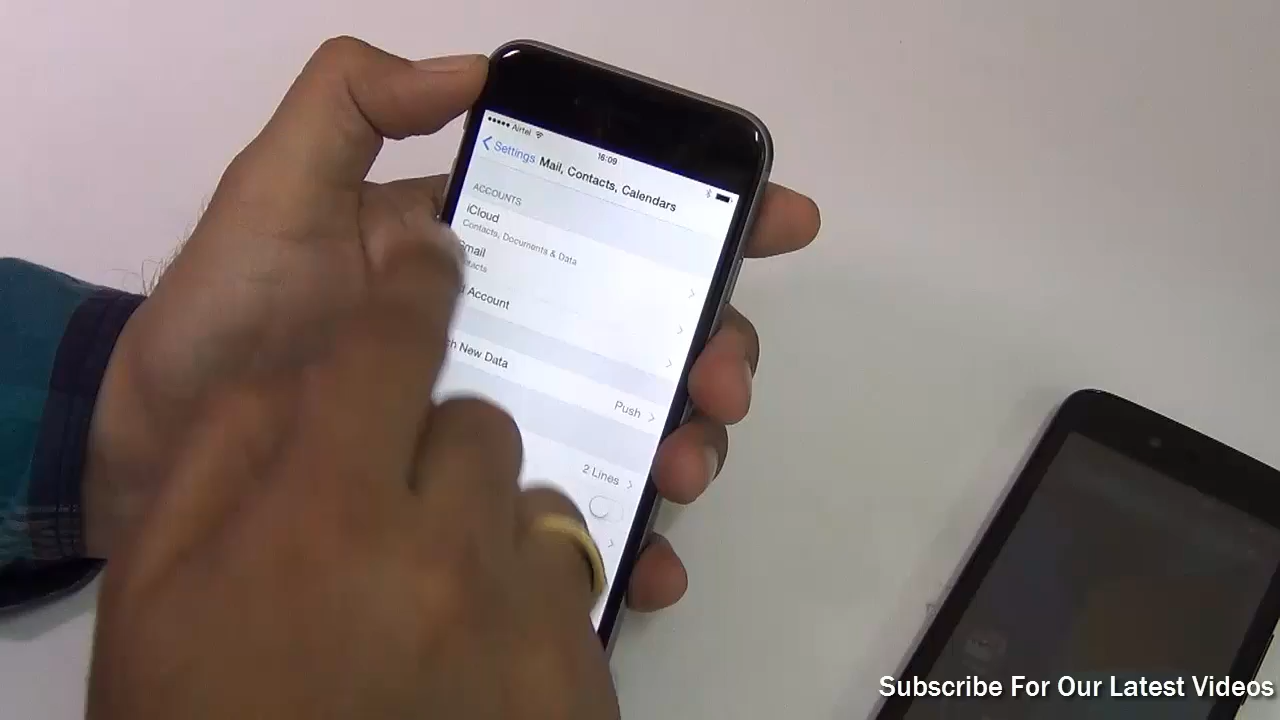 Airtel
16:09
Settings Mail, Contacts, Calendars
ACCOUNTS
iCloud
Contacts, Documents & Data
Gmail
Account
New Data
Push
2 Lines
Subscribe For Our Latest Videos